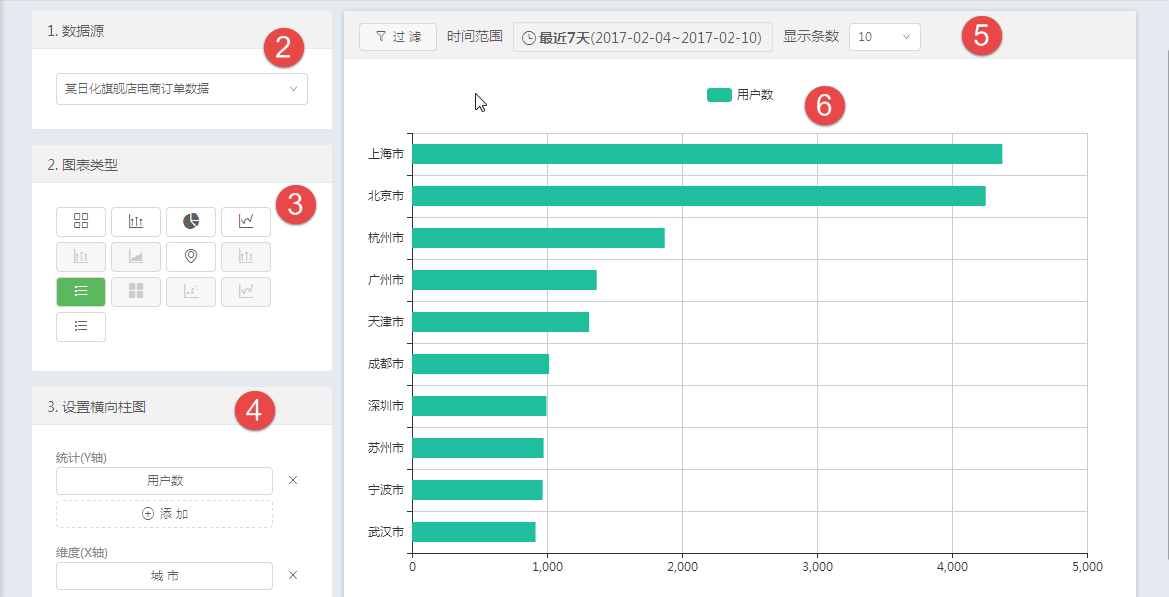 1. 数据源
2
某日化旗舰店电商订单数据
2. 图表类型
3
3. 设置横向柱图
4
统计(Y轴)
用户数
添 加
维度(X轴)
城 市
过 滤 时间范围 最近7天(2017-02-04~2017-02-10) 显示条数 10
5
用户数
6
上海市
北京市
杭州市
广州市
天津市
成都市
深圳市
苏州市
宁波市
武汉市
0 1,000 2,000 3,000 4,000 5,000